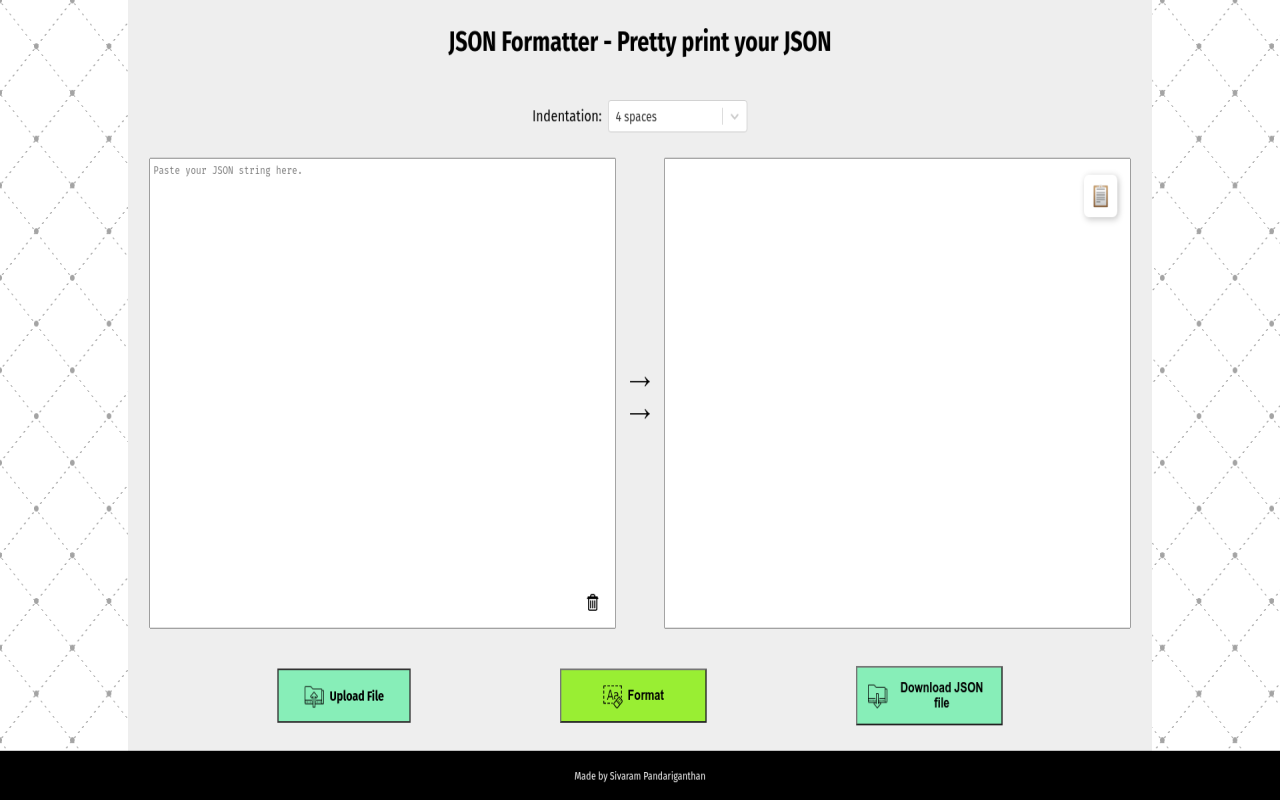 JSON Formatter - Pretty print your JSON
Indentation:
4 spaces
Paste your JSON string here.
→
→
Upload File
Aa
Format
Download JSON
file
Made by Sivaram Pandariganthan